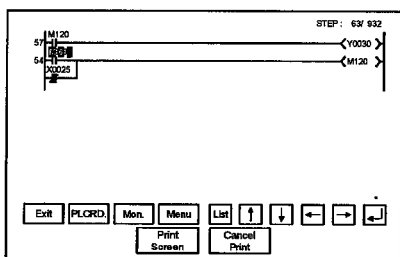 STEP : 63/ 932
M120
57 Y0030
54 M120
X0025
Exit PLCRD. Mon. Menu List
Print Screen Cancel Print